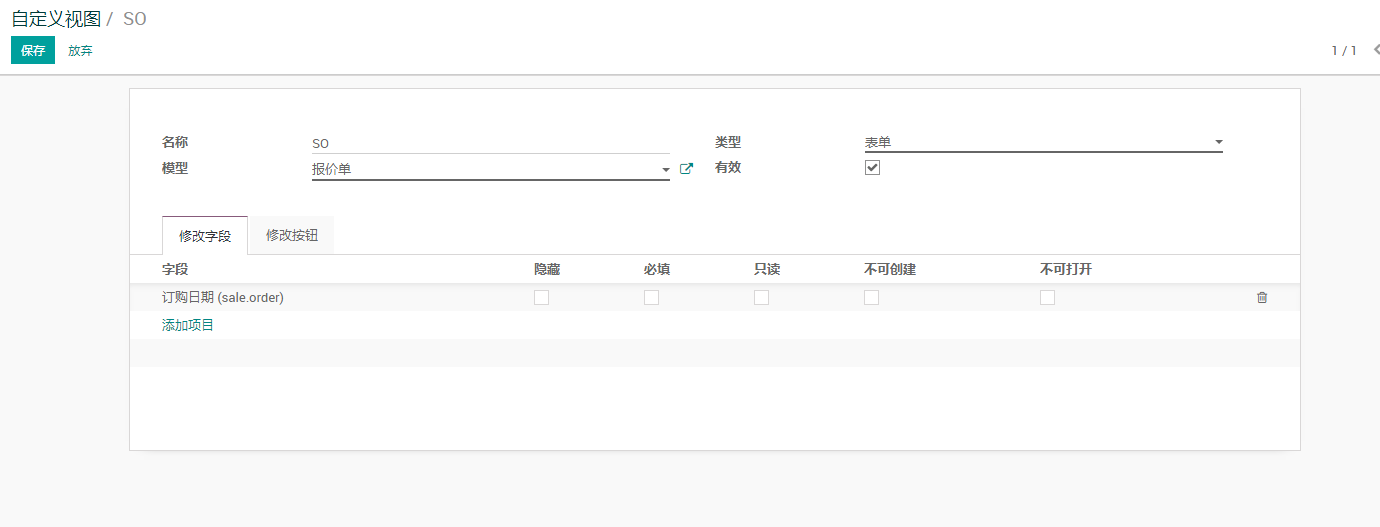 自定义视图 / SO
保存 放弃 1 / 1
名称 SO 类型 表单
模型 报价单 有效
修改字段 修改按钮
字段 隐藏 必填 只读 不可创建 不可打开
订购日期 (sale.order)
添加项目